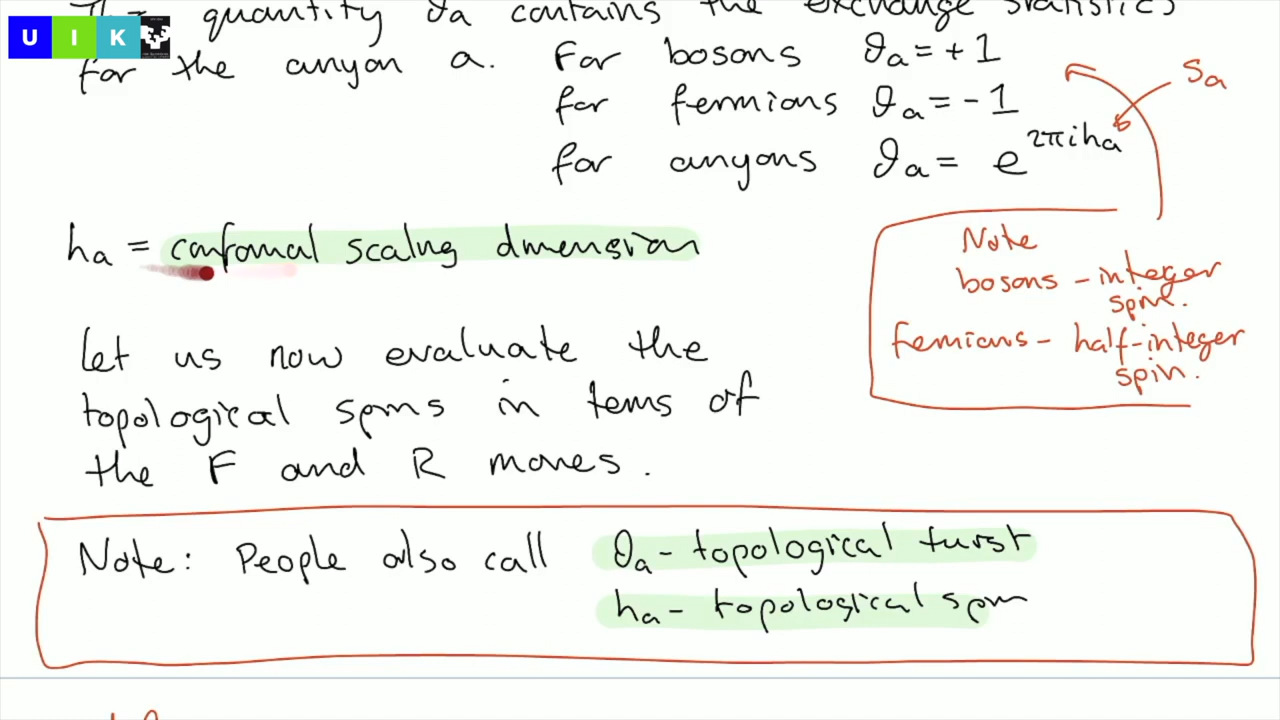 UIK
The quantity ϑa contains the exchange statistics
for the anyon a. For bosons ϑa = +1
for fermions ϑa = -1
for anyons ϑa = e^2πiha
Sa
ha = conformal scaling dimension
Note
bosons - integer
spin.
fermions - half-integer
spin.
Let us now evaluate the
topological spins in terms of
the F and R moves.
Note: People also call ϑa - topological twist
ha - topological spin